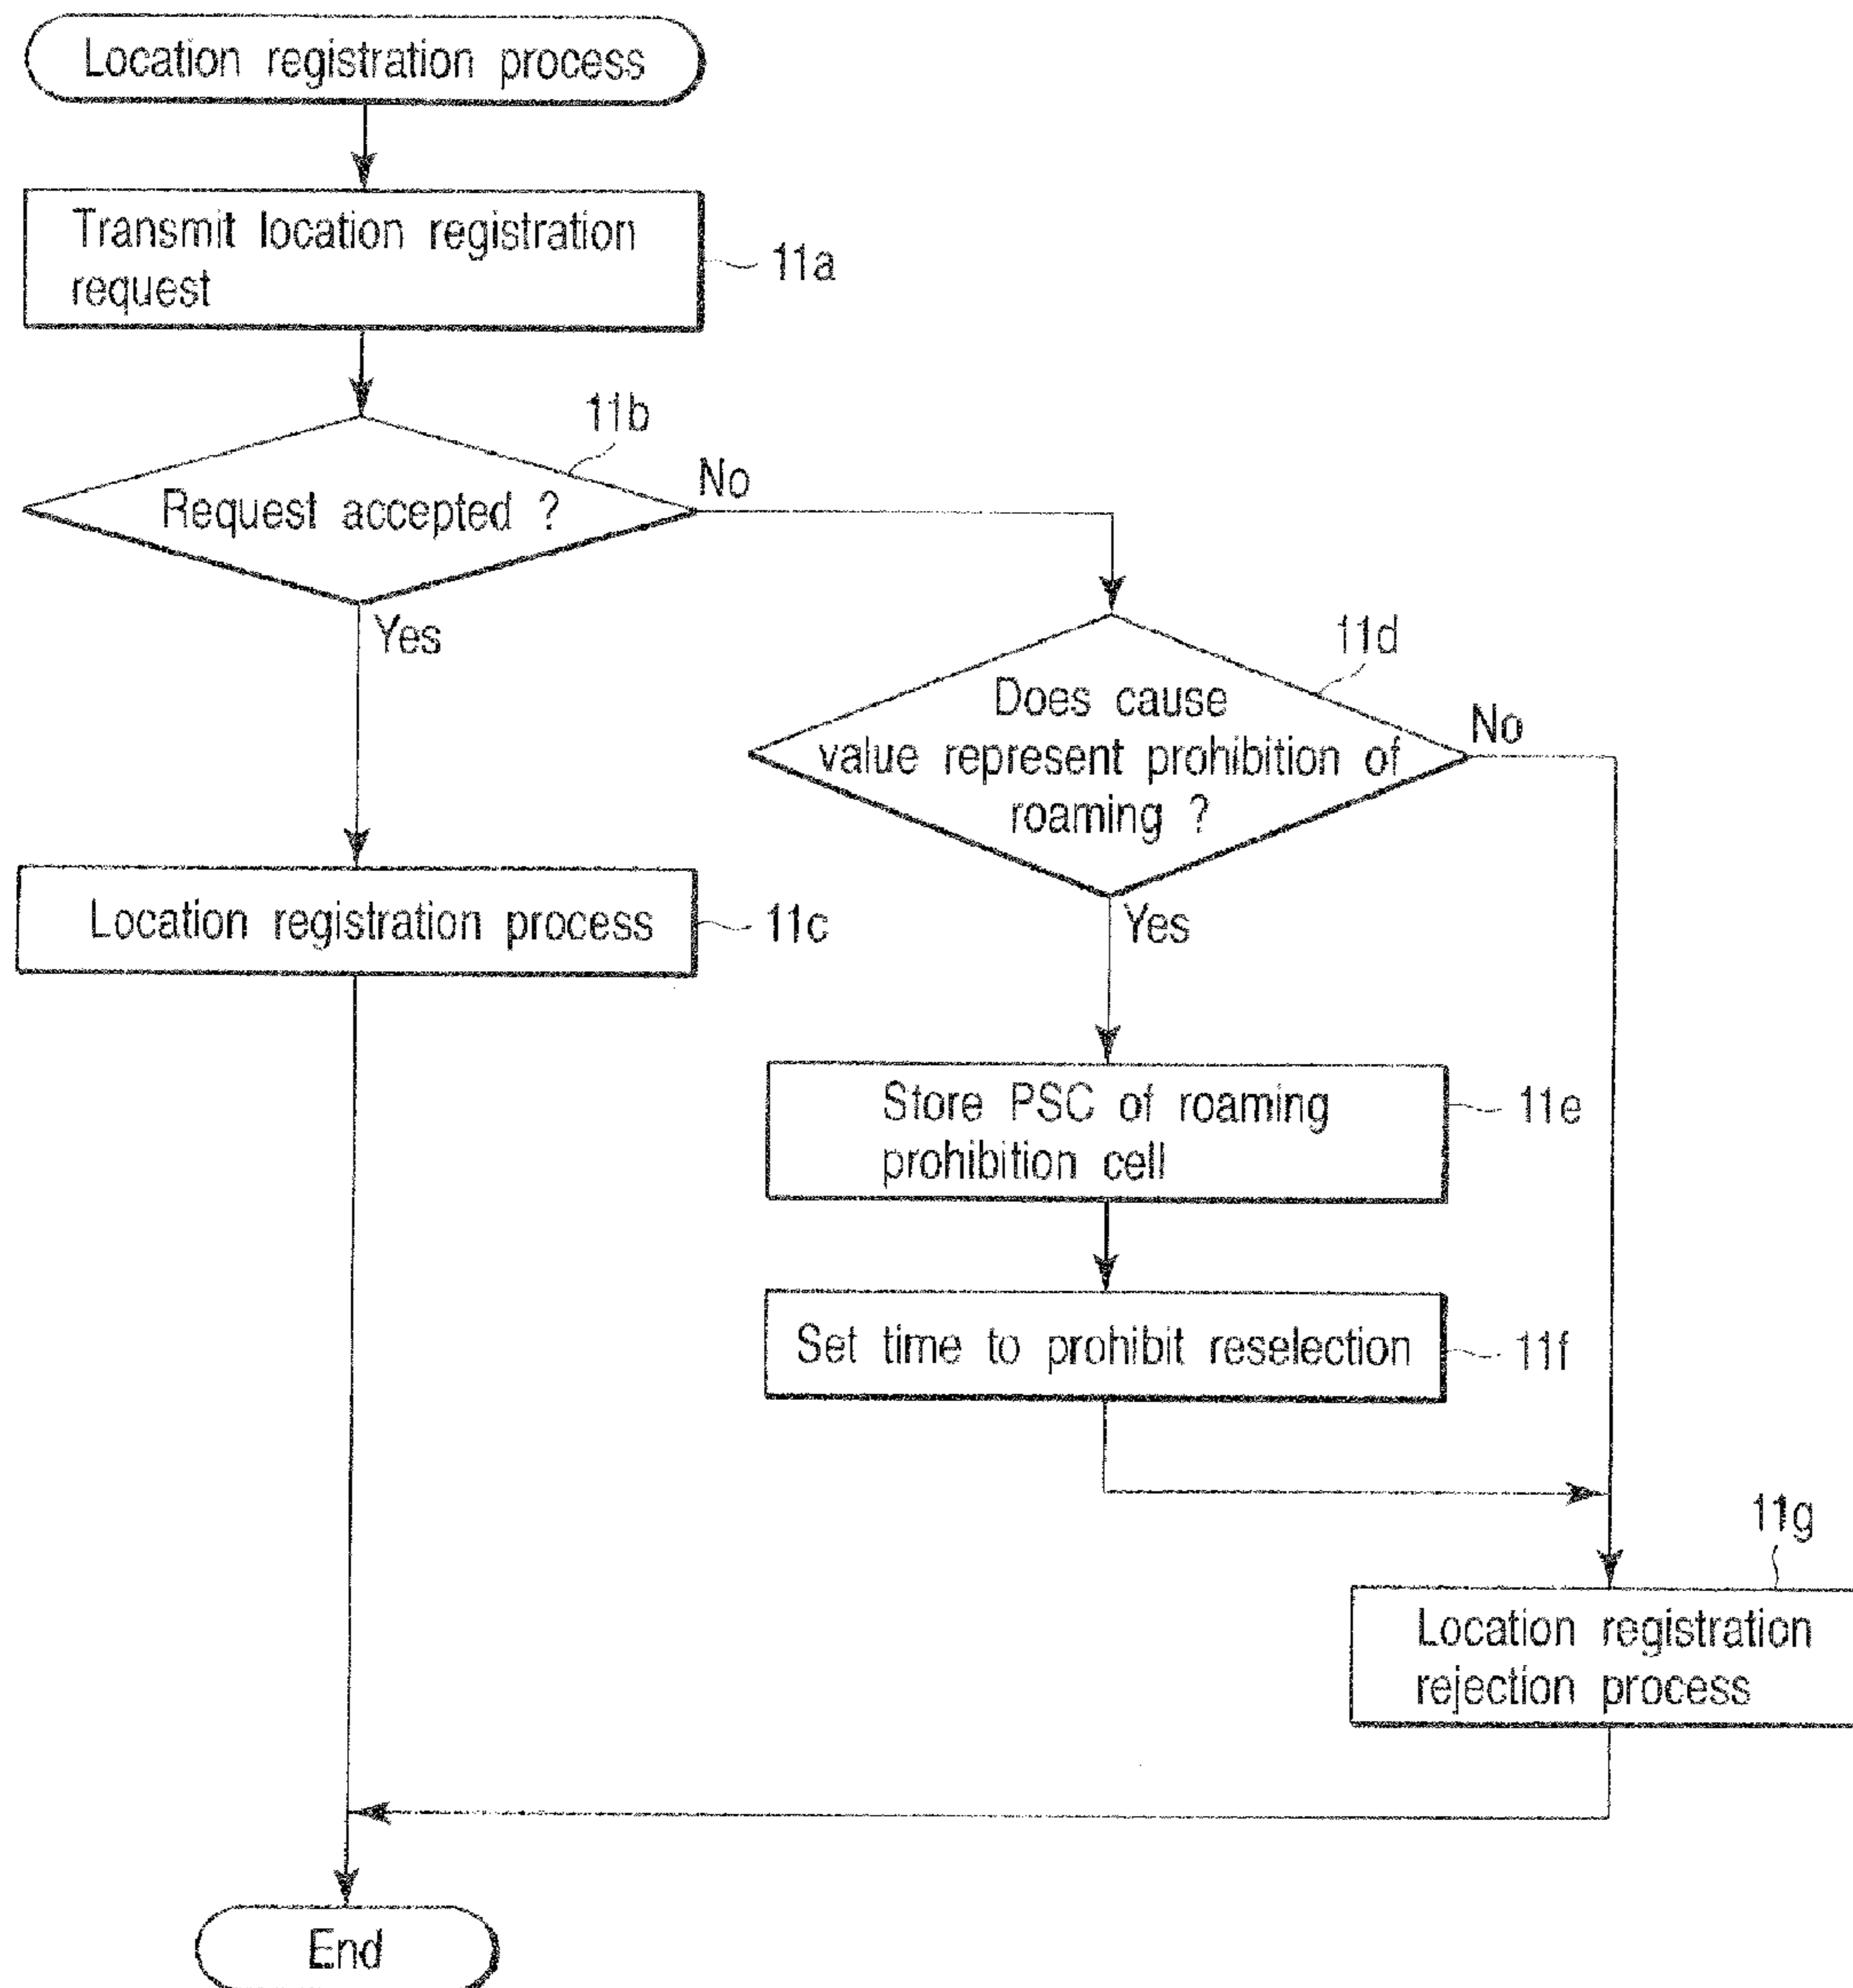 Location registration process
Transmit location registration
request
11a
11b
Request accepted ?
No
Yes
11d
Does cause
value represent prohibition of
roaming ?
No
Yes
Location registration process
11c
Store PSC of roaming
prohibition cell
11e
Set time to prohibit reselection
11f
11g
Location registration
rejection process
End